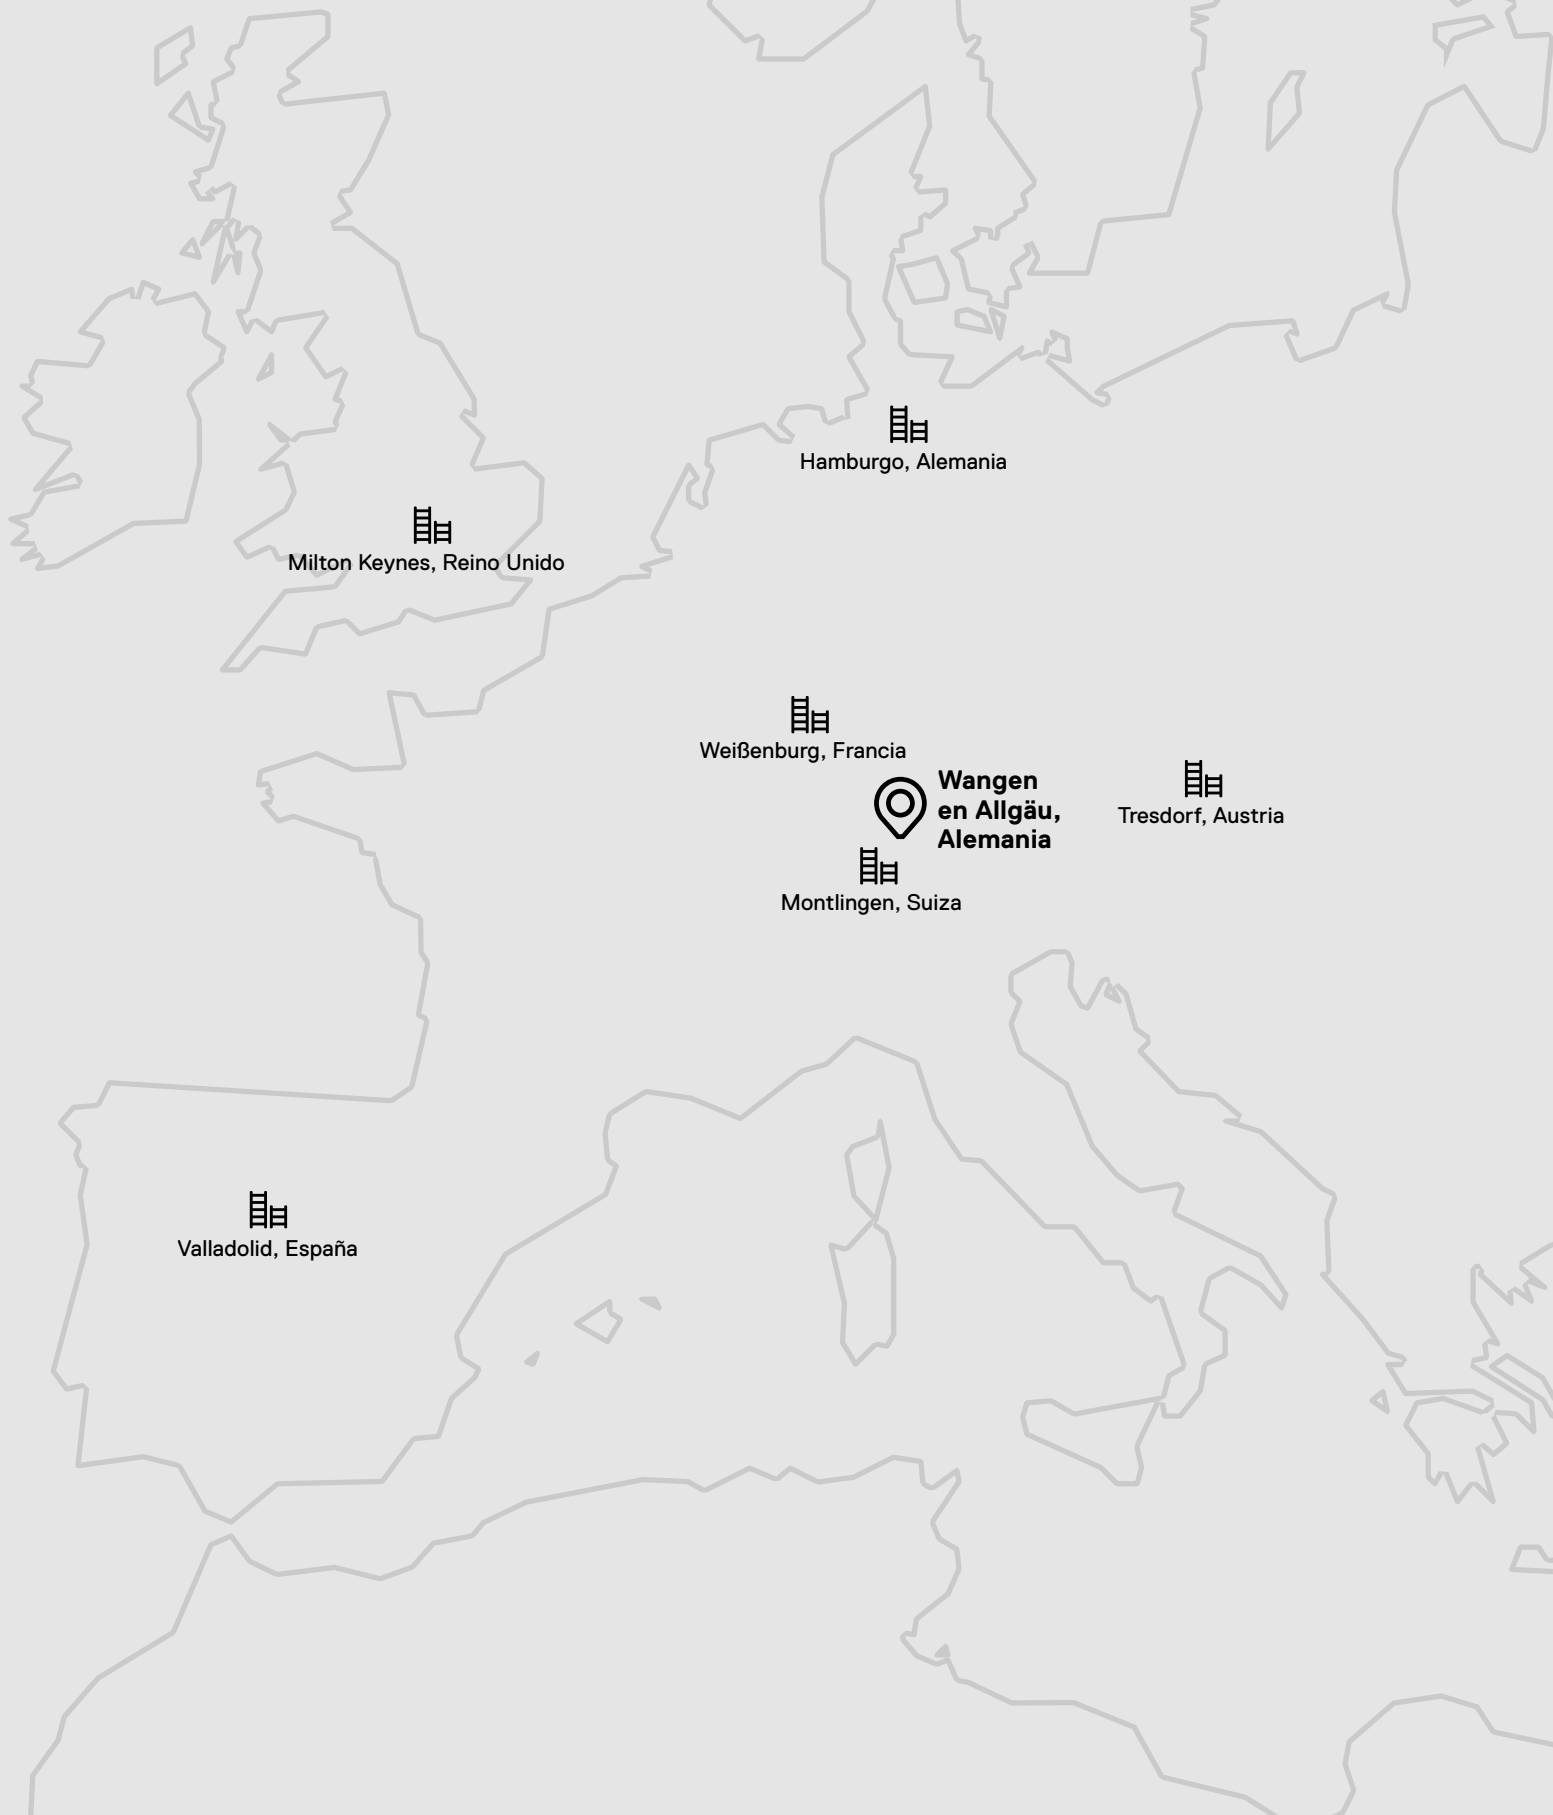 Hamburgo, Alemania
Milton Keynes, Reino Unido
Weißenburg, Francia
Wangen
en Allgäu,
Alemania
Tresdorf, Austria
Montlingen, Suiza
Valladolid, España